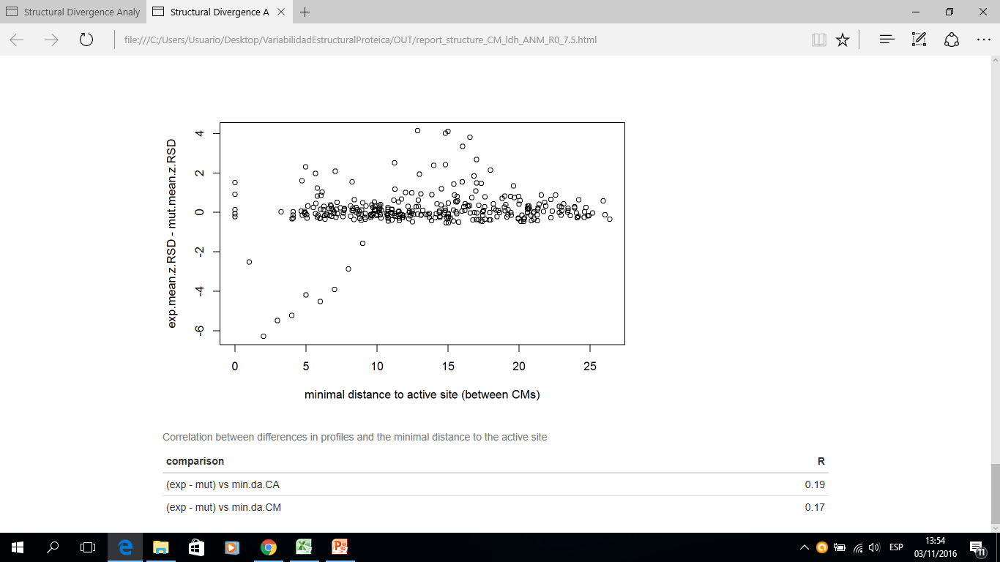 Structural Divergence Analy
Structural Divergence A
file:///C:/Users/Usuario/Desktop/VariabilidadEstructuralProteica/OUT/report_structure_CM_ldh_ANM_R0_7.5.html
exp.mean.z.RSD - mut.mean.z.RSD
4
2
0
-2
-4
-6
0 5 10 15 20 25
minimal distance to active site (between CMs)
Correlation between differences in profiles and the minimal distance to the active site
comparison R
(exp - mut) vs min.da.CA 0.19
(exp - mut) vs min.da.CM 0.17
ESP
13:54
03/11/2016
11